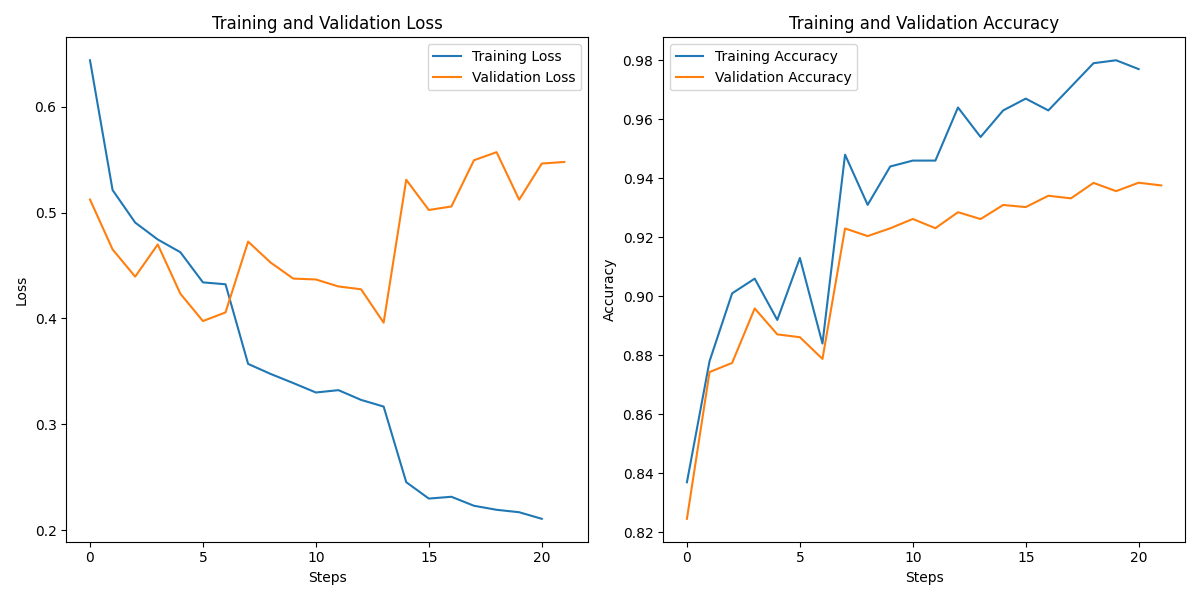 Training and Validation Loss
Training Loss
Validation Loss
0.6
0.5
0.4
0.3
0.2
Loss
0
5
10
15
20
Steps
Training and Validation Accuracy
Training Accuracy
Validation Accuracy
0.98
0.96
0.94
0.92
0.90
0.88
0.86
0.84
0.82
Accuracy
0
5
10
15
20
Steps